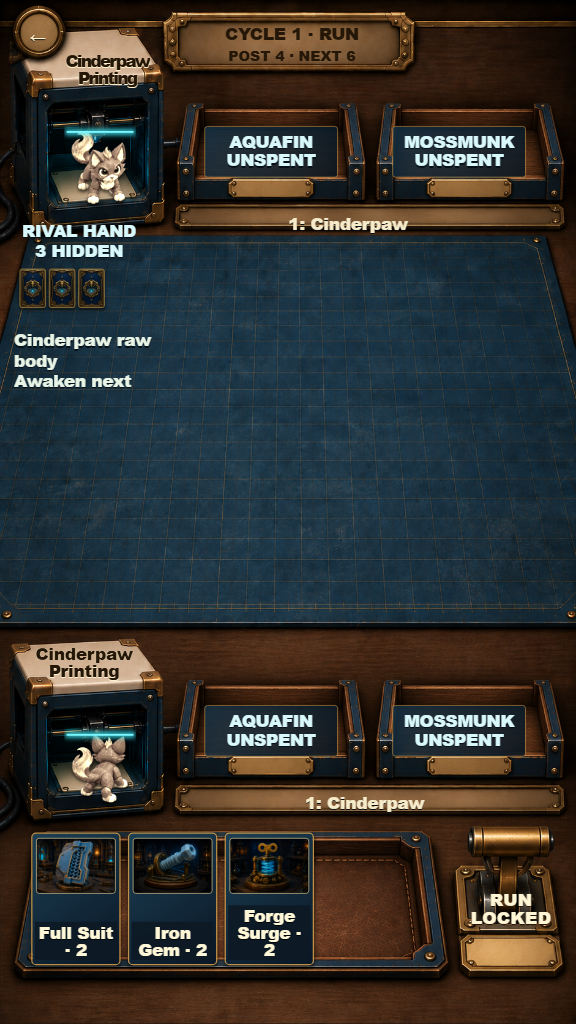 ←
CYCLE 1 · RUN
POST 4 · NEXT 6
Cinderpaw
Printing
AQUAFIN
UNSPENT
MOSSMUNK
UNSPENT
1: Cinderpaw
RIVAL HAND
3 HIDDEN
Cinderpaw raw
body
Awaken next
Cinderpaw
Printing
AQUAFIN
UNSPENT
MOSSMUNK
UNSPENT
1: Cinderpaw
Full Suit
· 2
Iron
Gem · 2
Forge
Surge ·
2
RUN
LOCKED